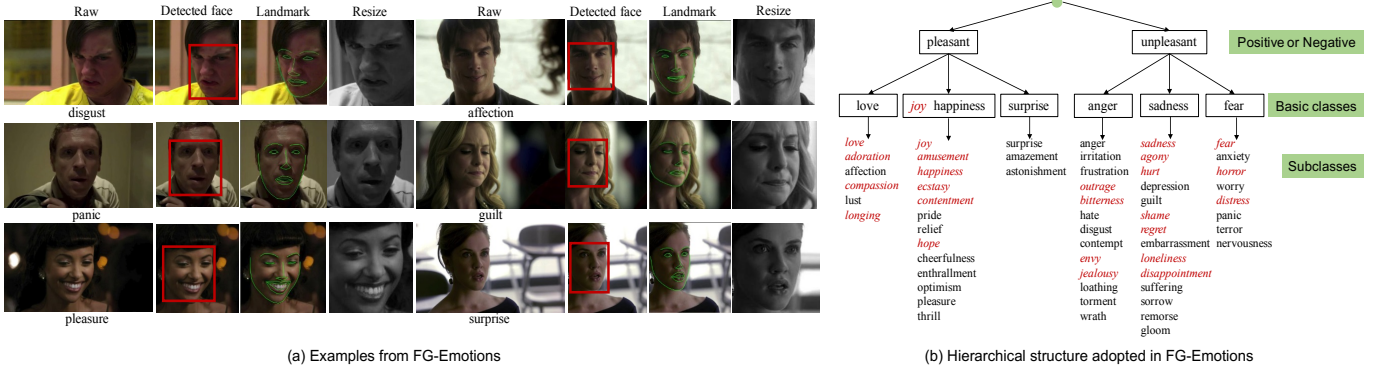 Raw Detected face Landmark Resize Raw Detected face Landmark Resize
disgust affection
panic guilt
pleasure surprise
(a) Examples from FG-Emotions
pleasant unpleasant Positive or Negative
love joy happiness surprise anger sadness fear Basic classes
love joy surprise anger sadness fear
adoration amusement amazement irritation agony anxiety
affection happiness astonishment frustration hurt horror Subclasses
compassion ecstasy outrage depression worry
lust contentment bitterness guilt distress
longing pride hate shame panic
relief disgust regret terror
hope contempt embarrassment nervousness
cheerfulness envy loneliness
enthrallment jealousy disappointment
optimism loathing suffering
pleasure torment sorrow
thrill wrath remorse
gloom
(b) Hierarchical structure adopted in FG-Emotions